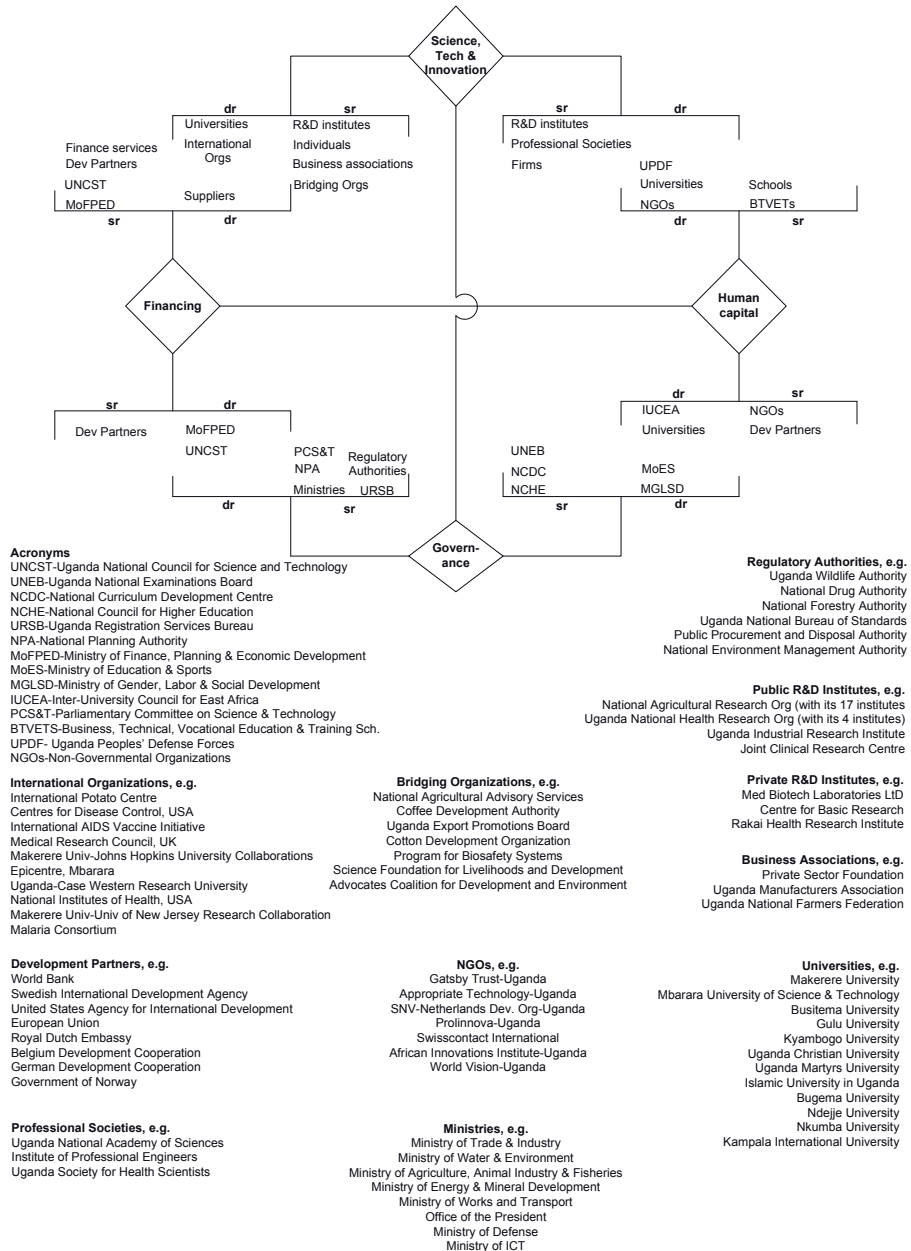 Science,
Tech &
Innovation
dr
sr
sr
dr
Universities
International
Orgs
Suppliers
R&D institutes
Individuals
Business associations
Bridging Orgs
Finance services
Dev Partners
UNCST
MoFPED
sr
dr
R&D institutes
Professional Societies
Firms
UPDF
Universities
NGOs
Schools
BTVETs
dr
sr
Financing
Human
capital
sr
dr
Dev Partners
MoFPED
UNCST
PCS&T
NPA
Ministries
Regulatory
Authorities
URSB
dr
sr
dr
sr
IUCEA
Universities
NGOs
Dev Partners
UNEB
NCDC
NCHE
MoES
MGLSD
sr
dr
Govern-
ance
Acronyms
UNCST-Uganda National Council for Science and Technology
UNEB-Uganda National Examinations Board
NCDC-National Curriculum Development Centre
NCHE-National Council for Higher Education
URSB-Uganda Registration Services Bureau
NPA-National Planning Authority
MoFPED-Ministry of Finance, Planning & Economic Development
MoES-Ministry of Education & Sports
MGLSD-Ministry of Gender, Labor & Social Development
IUCEA-Inter-University Council for East Africa
PCS&T-Parliamentary Committee on Science & Technology
BTVETS-Business, Technical, Vocational Education & Training Sch.
UPDF- Uganda Peoples' Defense Forces
NGOs-Non-Governmental Organizations
Regulatory Authorities, e.g.
Uganda Wildlife Authority
National Drug Authority
National Forestry Authority
Uganda National Bureau of Standards
Public Procurement and Disposal Authority
National Environment Management Authority
Public R&D Institutes, e.g.
National Agricultural Research Org (with its 17 institutes
Uganda National Health Research Org (with its 4 institutes)
Uganda Industrial Research Institute
Joint Clinical Research Centre
International Organizations, e.g.
International Potato Centre
Centres for Disease Control, USA
International AIDS Vaccine Initiative
Medical Research Council, UK
Makerere Univ-Johns Hopkins University Collaborations
Epicentre, Mbarara
Uganda-Case Western Research University
National Institutes of Health, USA
Makerere Univ-Univ of New Jersey Research Collaboration
Malaria Consortium
Bridging Organizations, e.g.
National Agricultural Advisory Services
Coffee Development Authority
Uganda Export Promotions Board
Cotton Development Organization
Program for Biosafety Systems
Science Foundation for Livelihoods and Development
Advocates Coalition for Development and Environment
Private R&D Institutes, e.g.
Med Biotech Laboratories LtD
Centre for Basic Research
Rakai Health Research Institute
Business Associations, e.g.
Private Sector Foundation
Uganda Manufacturers Association
Uganda National Farmers Federation
Development Partners, e.g.
World Bank
Swedish International Development Agency
United States Agency for International Development
European Union
Royal Dutch Embassy
Belgium Development Cooperation
German Development Cooperation
Government of Norway
NGOs, e.g.
Gatsby Trust-Uganda
Appropriate Technology-Uganda
SNV-Netherlands Dev. Org-Uganda
Prolinnova-Uganda
Swisscontact International
African Innovations Institute-Uganda
World Vision-Uganda
Universities, e.g.
Makerere University
Mbarara University of Science & Technology
Busitema University
Gulu University
Kyambogo University
Uganda Christian University
Uganda Martyrs University
Islamic University in Uganda
Bugema University
Ndejje University
Nkumba University
Kampala International University
Professional Societies, e.g.
Uganda National Academy of Sciences
Institute of Professional Engineers
Uganda Society for Health Scientists
Ministries, e.g.
Ministry of Trade & Industry
Ministry of Water & Environment
Ministry of Agriculture, Animal Industry & Fisheries
Ministry of Energy & Mineral Development
Ministry of Works and Transport
Office of the President
Ministry of Defense
Ministry of ICT